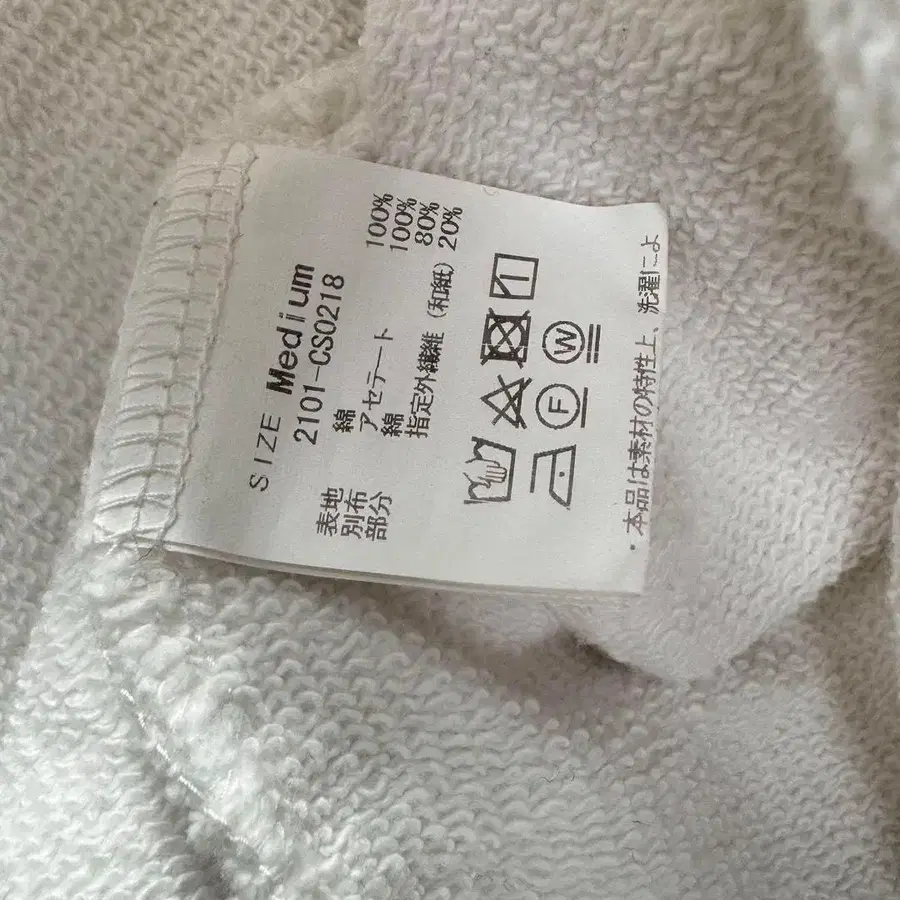 SIZE Medium
2101-CS0218
表地 綿 100%
別布 アセテート 100%
部分 綿 80%
指定外繊維(和紙) 20%
W
F
・本品は素材の特性上、洗濯によ